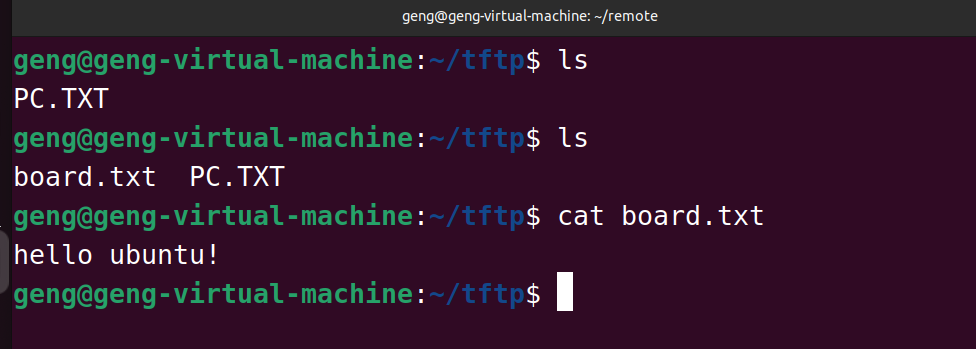 geng@geng-virtual-machine: ~/remote
geng@geng-virtual-machine:~/tftp$ ls
PC.TXT
geng@geng-virtual-machine:~/tftp$ ls
board.txt  PC.TXT
geng@geng-virtual-machine:~/tftp$ cat board.txt
hello ubuntu!
geng@geng-virtual-machine:~/tftp$